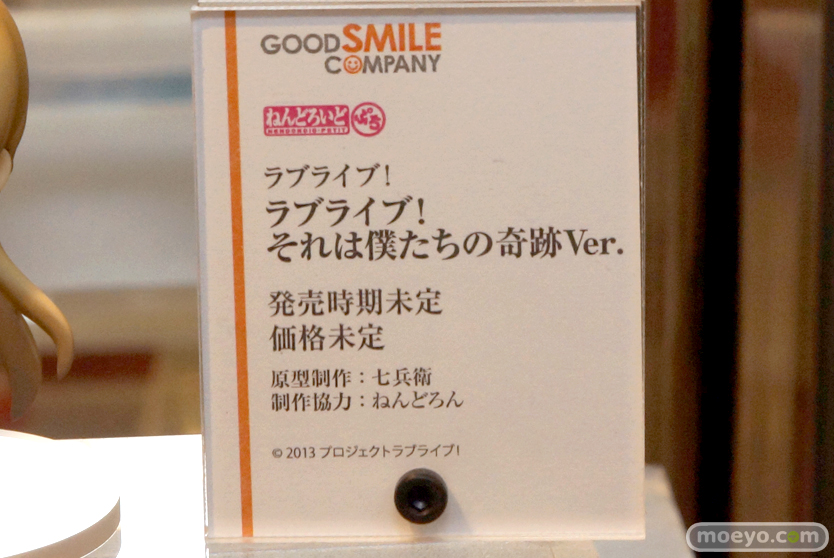 GOODSMILE
COMPANY
ねんどろいど ぷち
NENDOROID・PETIT
ラブライブ!
ラブライブ!
それは僕たちの奇跡Ver.
発売時期未定
価格未定
原型制作：七兵衛
制作協力：ねんどろん
© 2013 プロジェクトラブライブ!
moeyo.com